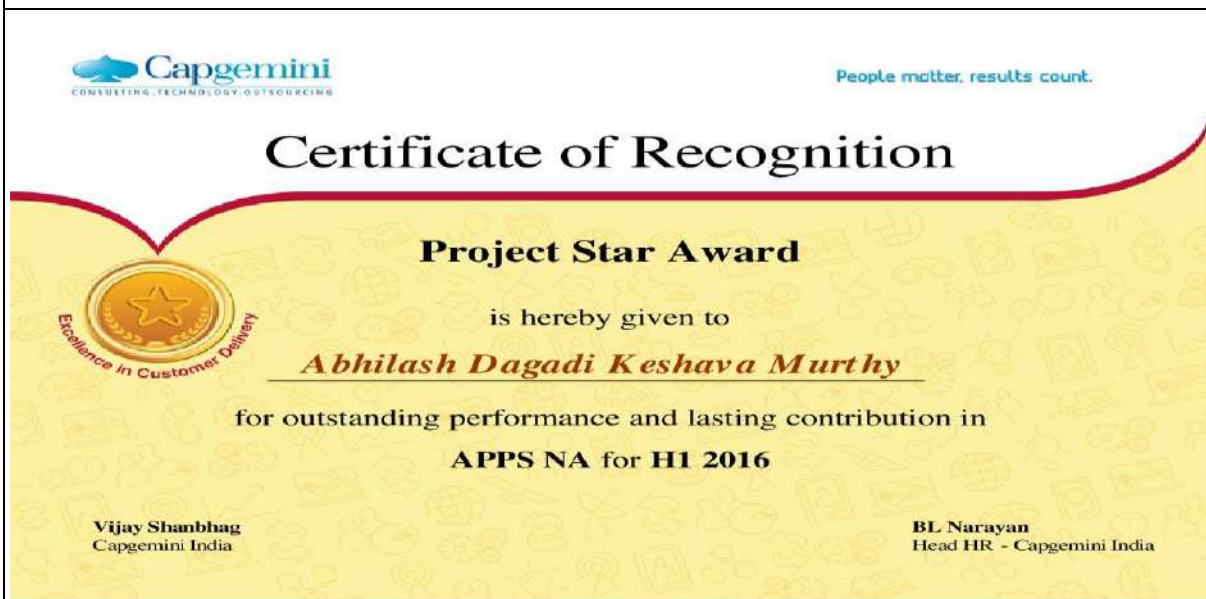 Capgemini
CONSULTING.TECHNOLOGY.OUTSOURCING
People matter, results count.
Certificate of Recognition
Project Star Award
is hereby given to
Excellence in Customer Delivery
Abhilash Dagadi Keshava Murthy
for outstanding performance and lasting contribution in
APPS NA for H1 2016
Vijay Shanbhag
Capgemini India
BL Narayan
Head HR - Capgemini India